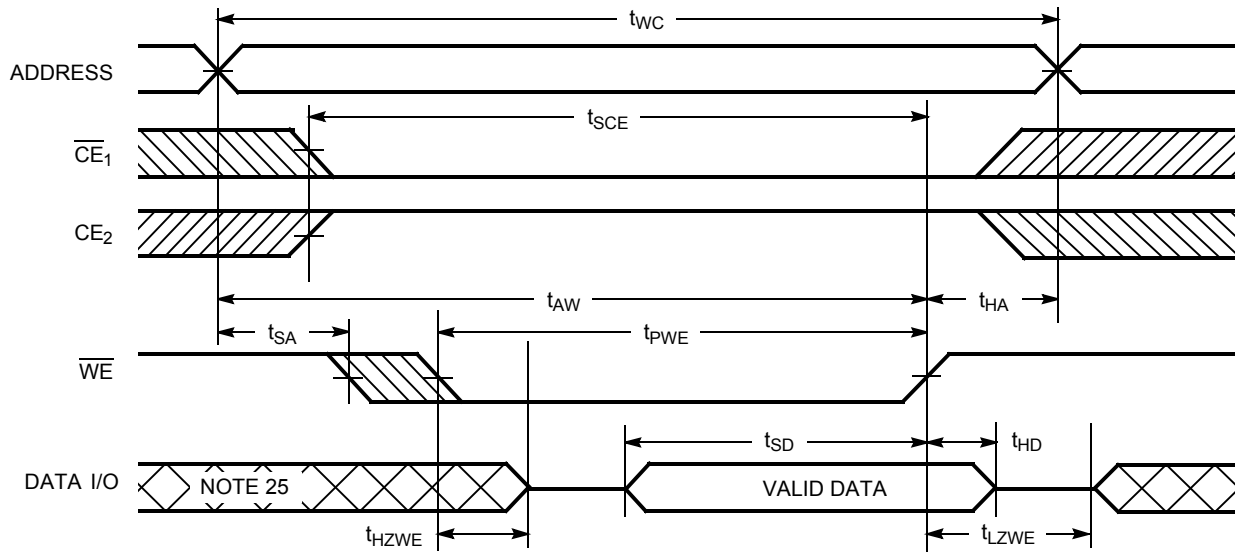 tWC
ADDRESS
tSCE
CE1
CE2
tAW
tHA
tSA
tPWE
WE
tSD
tHD
DATA I/O
NOTE 25
VALID DATA
tHZWE
tLZWE